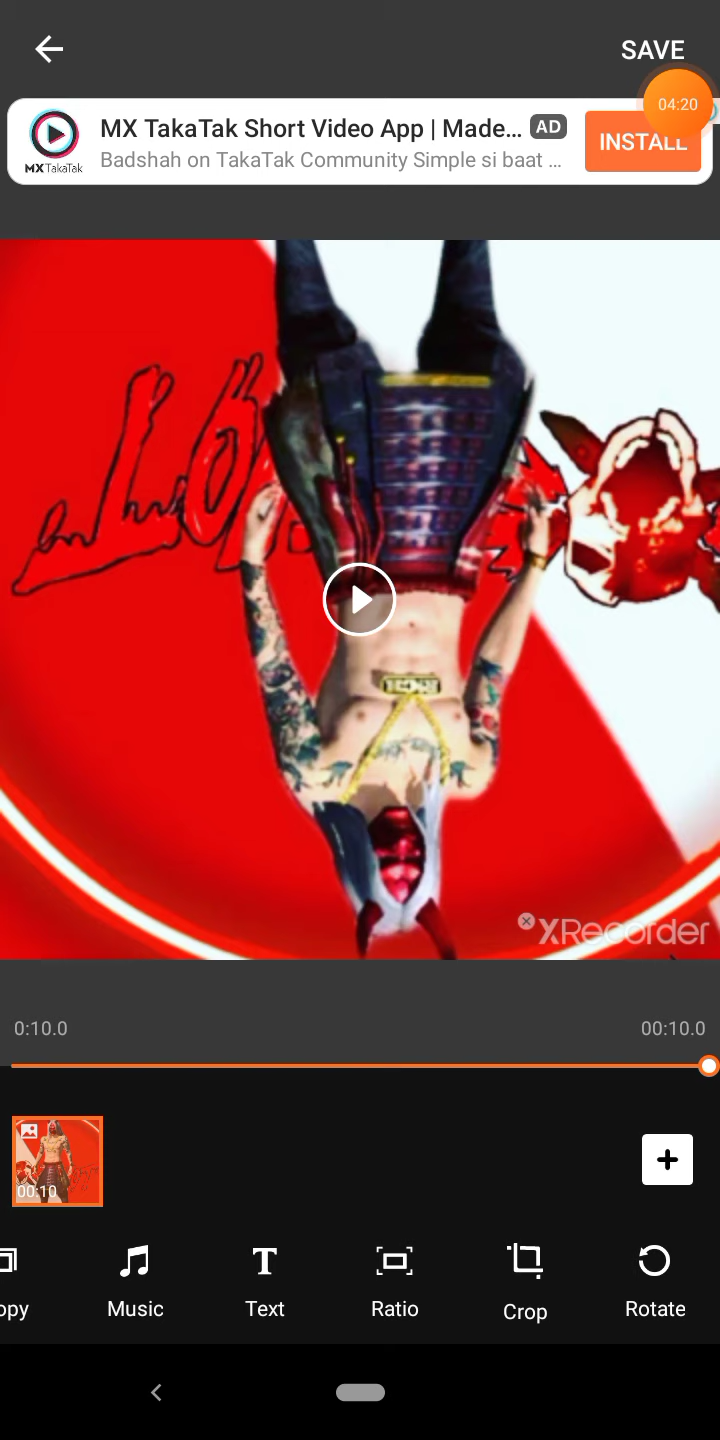 SAVE
04:20
MX TakaTak Short Video App | Made... AD
Badshah on TakaTak Community Simple si baat ...
INSTALL
MX TakaTak
XRecorder
0:10.0
00:10.0
00:10
opy
Music
Text
Ratio
Crop
Rotate